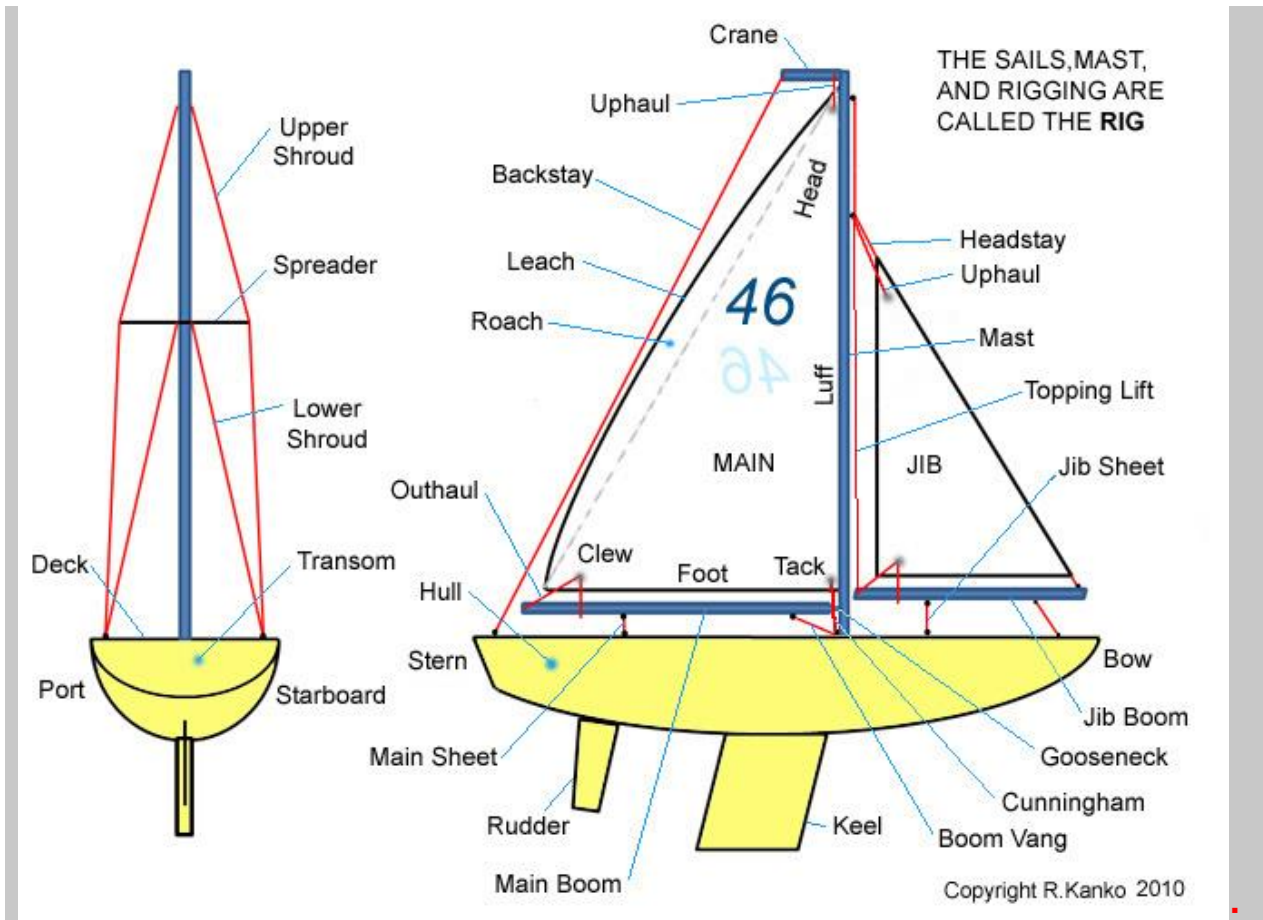 Crane
THE SAILS,MAST,
AND RIGGING ARE
CALLED THE RIG
Uphaul
Upper
Shroud
Backstay
Head
Headstay
Spreader
Leach
Uphaul
46
Roach
Mast
46
Luff
Topping Lift
Lower
Shroud
MAIN
JIB
Jib Sheet
Outhaul
Deck
Transom
Clew
Foot
Tack
Hull
Stern
Bow
Port
Starboard
Jib Boom
Main Sheet
Gooseneck
Cunningham
Rudder
Keel
Boom Vang
Main Boom
Copyright R.Kanko 2010